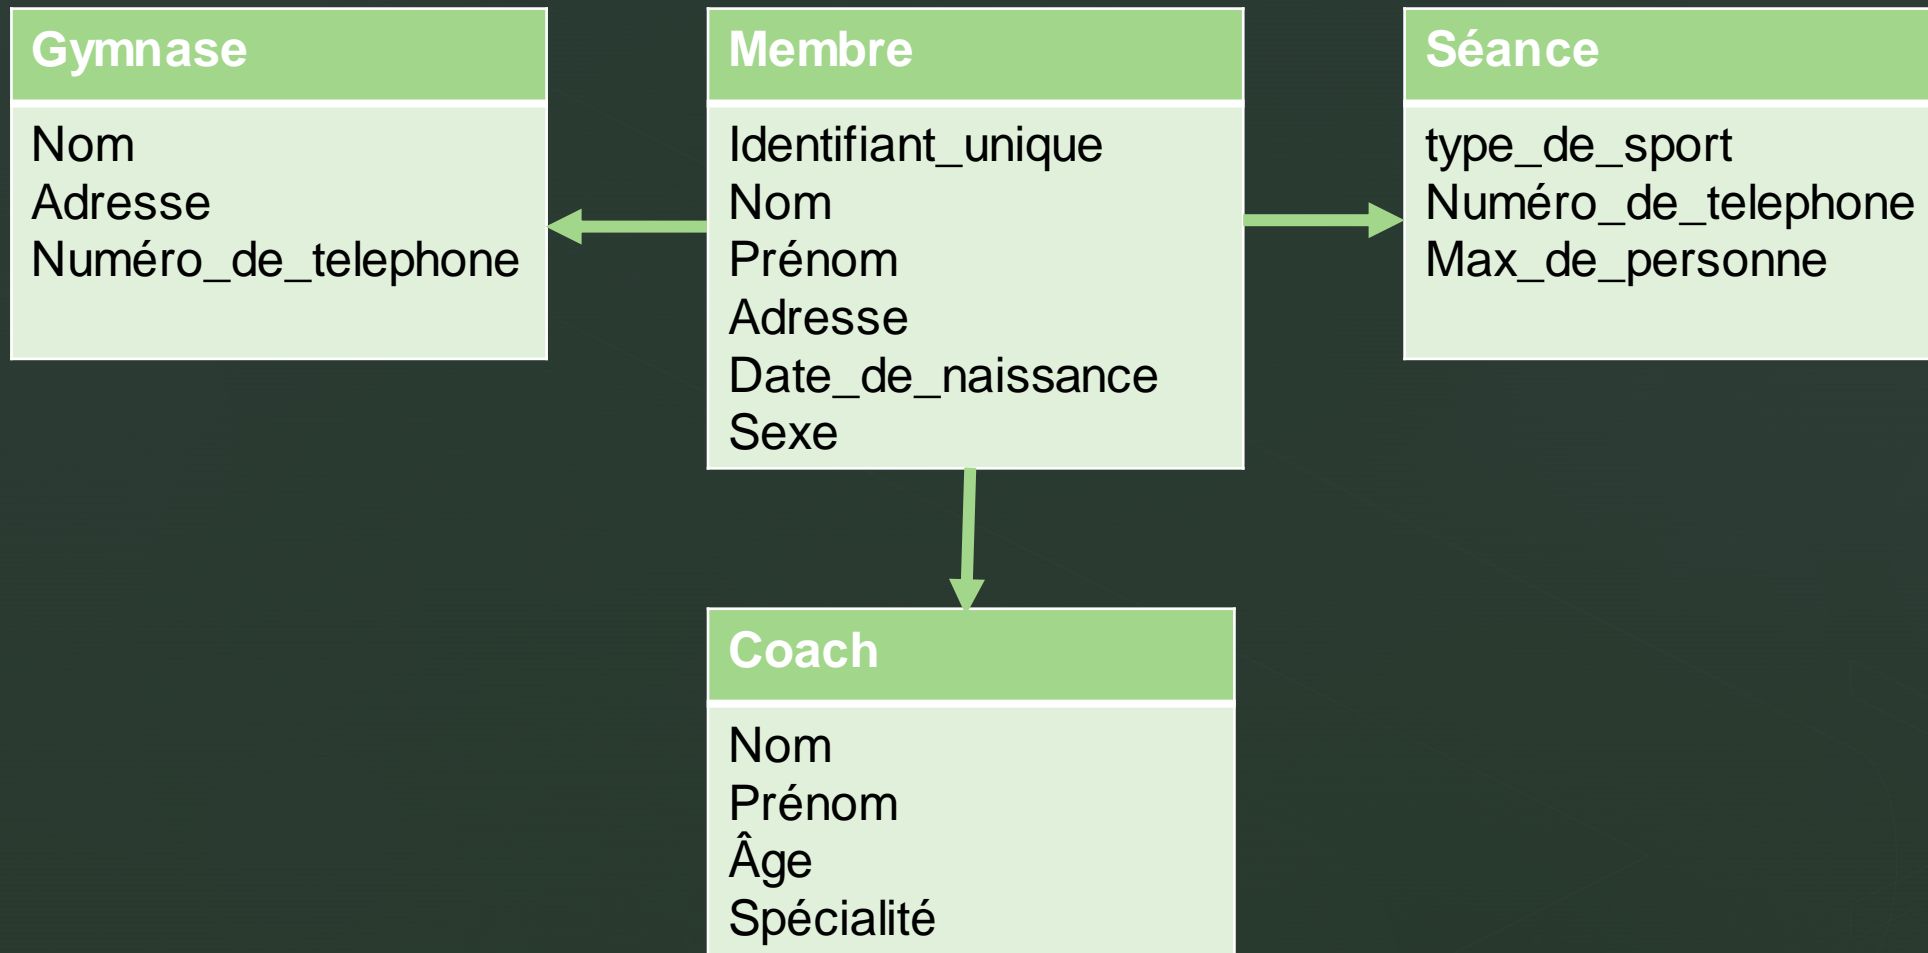 Gymnase
Nom
Adresse
Numéro_de_telephone
Membre
Identifiant_unique
Nom
Prénom
Adresse
Date_de_naissance
Sexe
Séance
type_de_sport
Numéro_de_telephone
Max_de_personne
Coach
Nom
Prénom
Âge
Spécialité